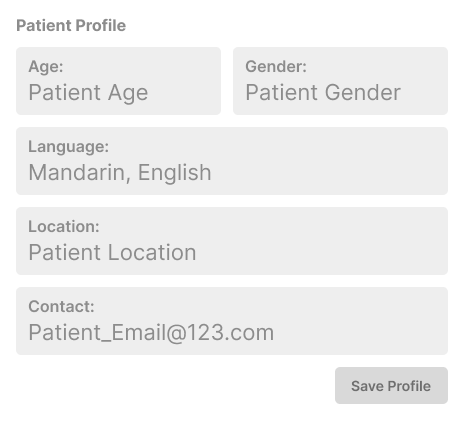 Patient Profile
Age:
Patient Age
Gender:
Patient Gender
Language:
Mandarin, English
Location:
Patient Location
Contact:
Patient_Email@123.com
Save Profile